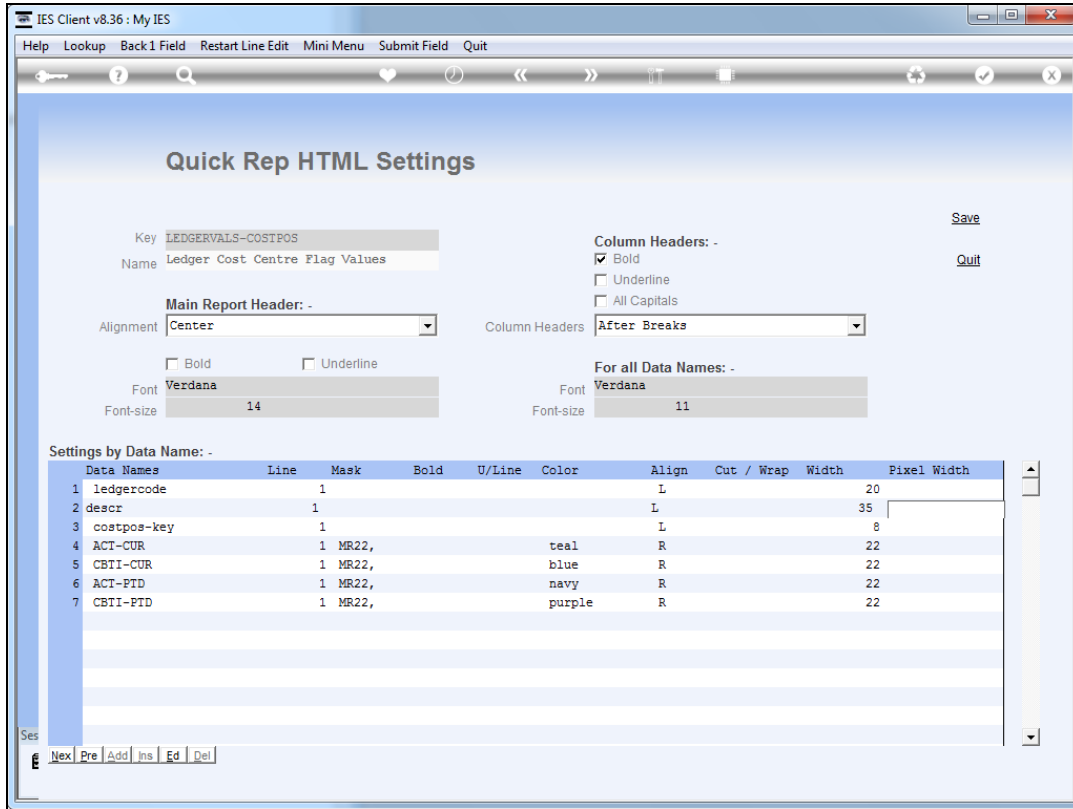 IES Client v8.36 : My IES
Help Lookup Back 1 Field Restart Line Edit Mini Menu Submit Field Quit
Quick Rep HTML Settings
Save
Key LEDGERVALS-COSTPOS
Column Headers: -
Name Ledger Cost Centre Flag Values
Bold
Quit
Underline
Main Report Header: -
All Capitals
Alignment Center
Column Headers After Breaks
Bold Underline
For all Data Names: -
Font Verdana
Font Verdana
Font-size 14
Font-size 11
Settings by Data Name: -
Data Names Line Mask Bold U/Line Color Align Cut / Wrap Width Pixel Width
1 ledgercode 1 L 20
2 descr 1 L 35
3 costpos-key 1 L 8
4 ACT-CUR 1 MR22, teal R 22
5 CBTI-CUR 1 MR22, blue R 22
6 ACT-PTD 1 MR22, navy R 22
7 CBTI-PTD 1 MR22, purple R 22
Ses
Nex Pre Add Ins Ed Del